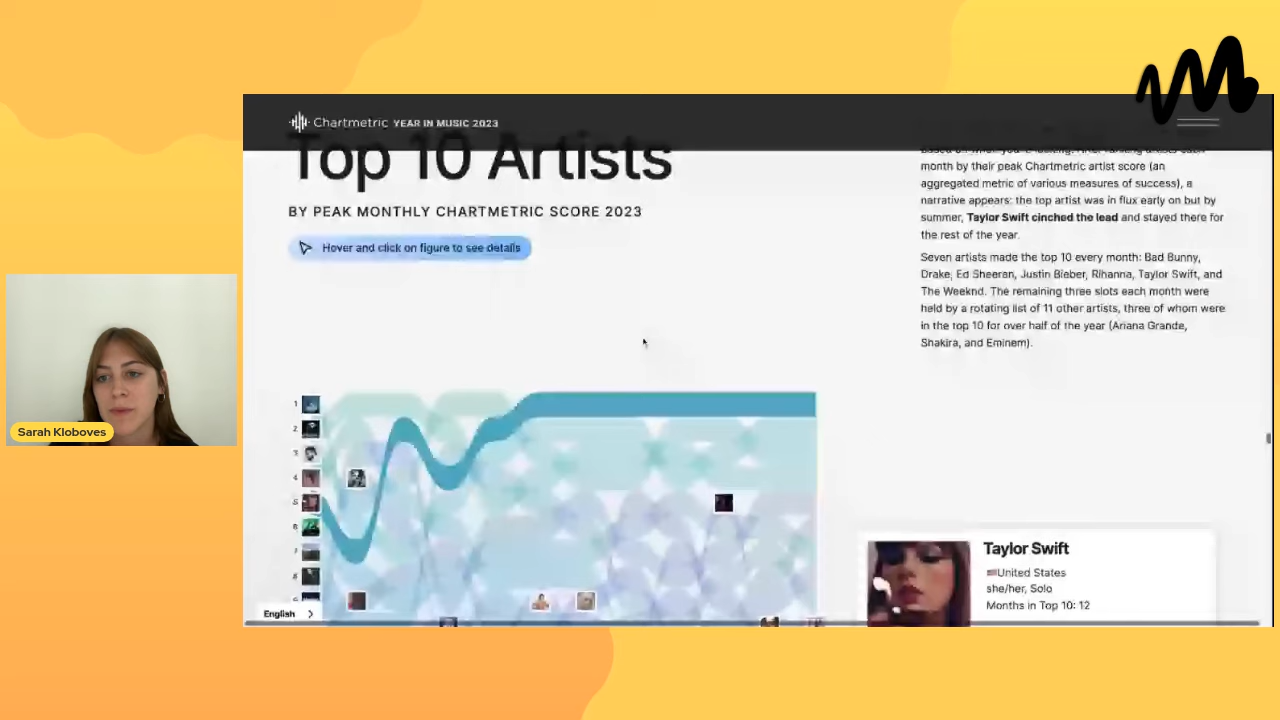 Chartmetric YEAR IN MUSIC 2023
Top 10 Artists
BY PEAK MONTHLY CHARTMETRIC SCORE 2023
Hover and click on figure to see details
month by their peak Chartmetric artist score (an
aggregated metric of various measures of success), a
narrative appears: the top artist was in flux early on but by
summer, Taylor Swift cinched the lead and stayed there for
the rest of the year.
Seven artists made the top 10 every month: Bad Bunny,
Drake, Ed Sheeran, Justin Bieber, Rihanna, Taylor Swift, and
The Weeknd. The remaining three slots each month were
held by a rotating list of 11 other artists, three of whom were
in the top 10 for over half of the year (Ariana Grande,
Shakira, and Eminem).
1
2
3
4
5
6
7
8
English
Taylor Swift
United States
she/her, Solo
Months in Top 10: 12
Sarah Kloboves